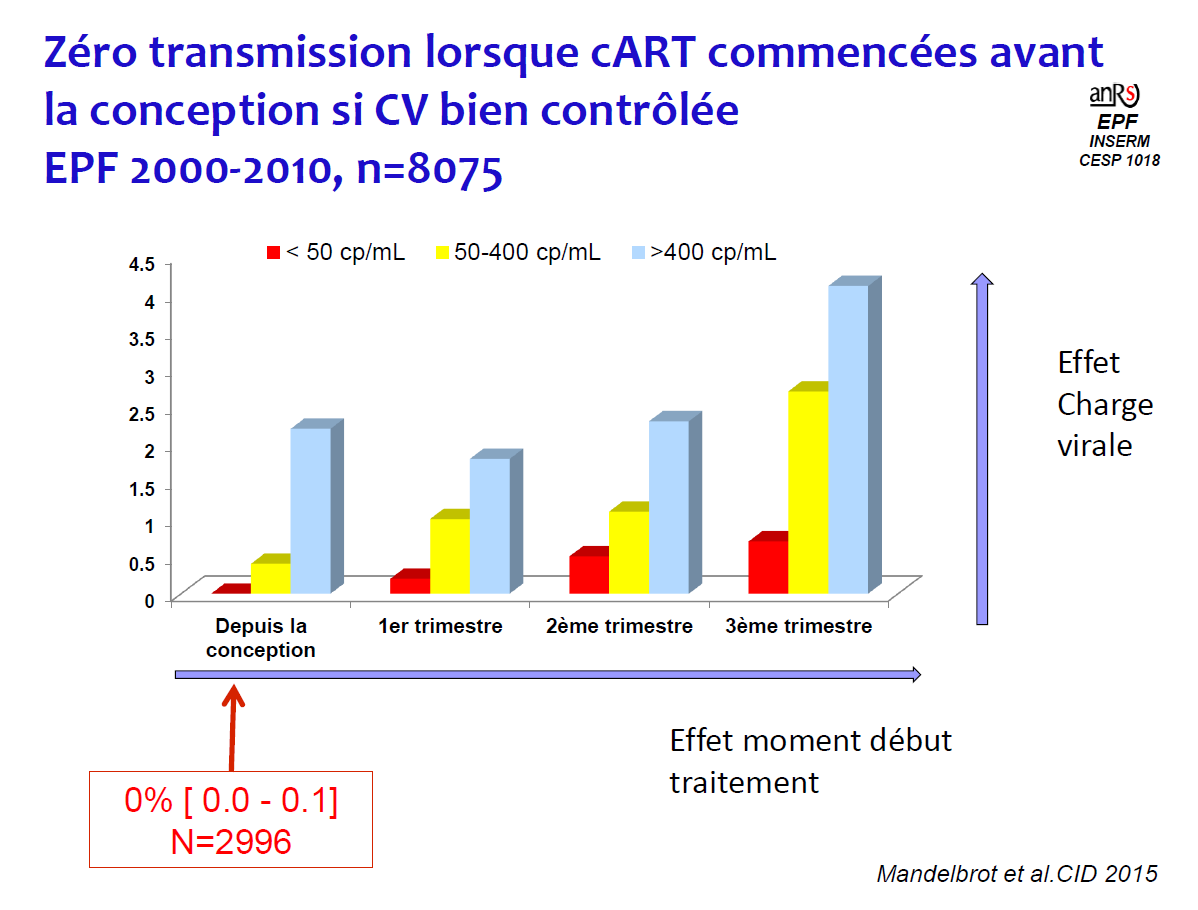 Zéro transmission lorsque cART commencées avant
la conception si CV bien contrôlée
EPF 2000-2010, n=8075
anRS
EPF
INSERM
CESP 1018
< 50 cp/mL
50-400 cp/mL
>400 cp/mL
4.5
4
3.5
3
2.5
2
1.5
1
0.5
0
Depuis la
conception
1er trimestre
2ème trimestre
3ème trimestre
Effet
Charge
virale
Effet moment début
traitement
0% [ 0.0 - 0.1]
N=2996
Mandelbrot et al.CID 2015